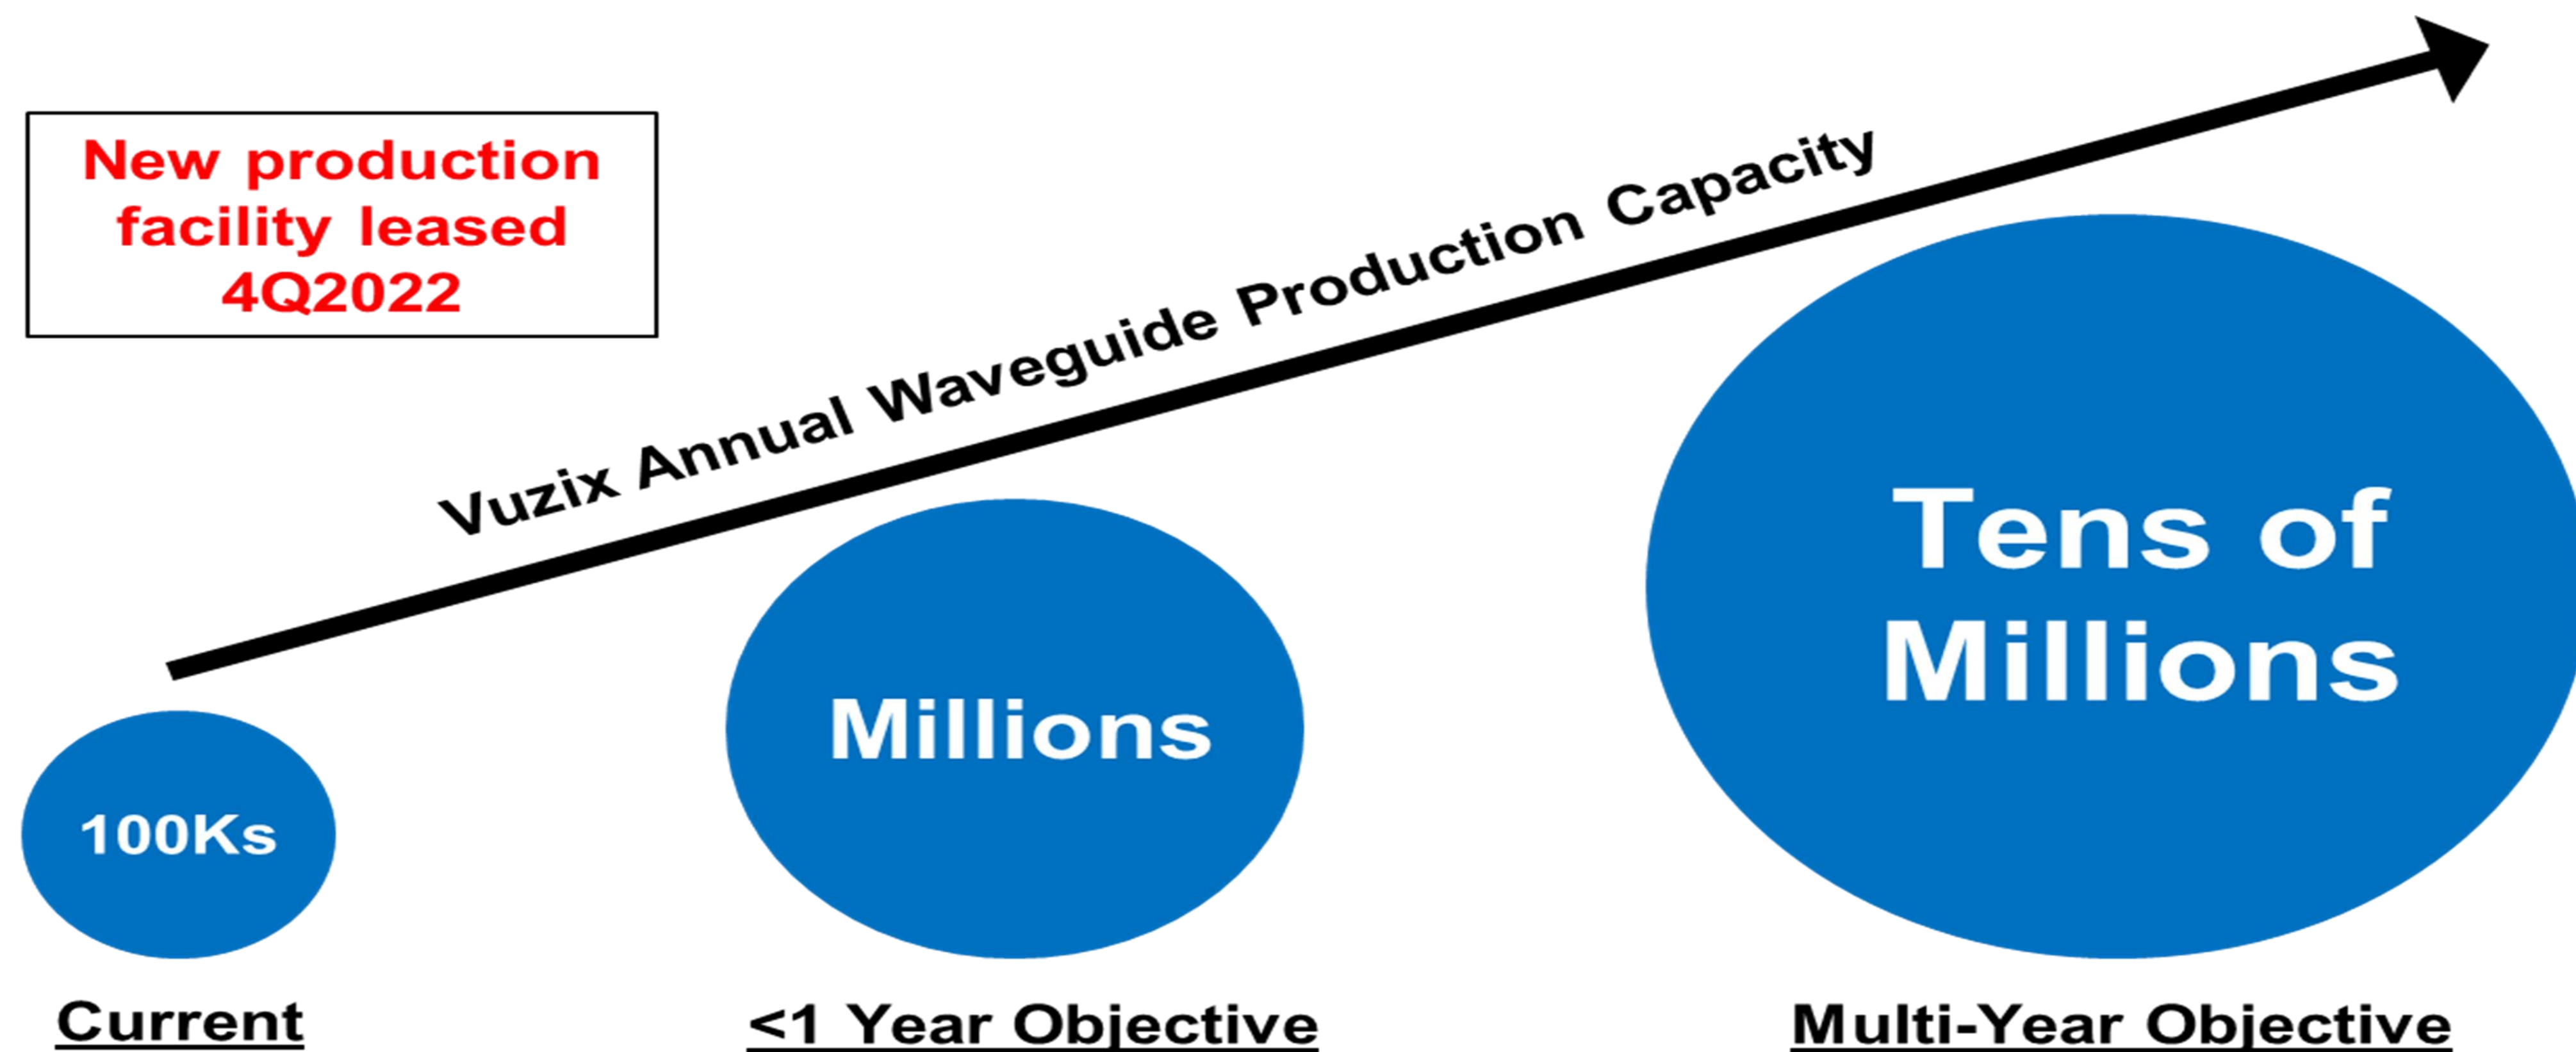 New production
facility leased
4Q2022
Vuzix Annual Waveguide Production Capacity
100Ks
Millions
Tens of
Millions
Current
<1 Year Objective
Multi-Year Objective